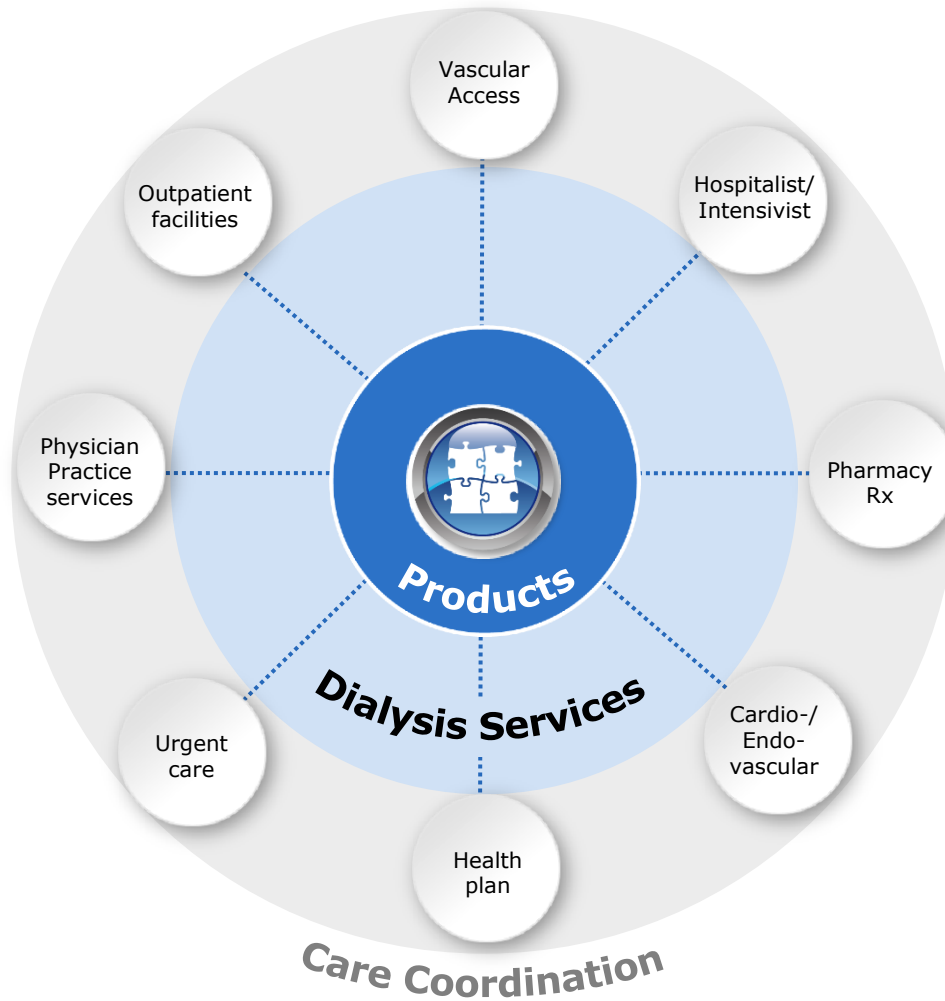 Vascular
Access
Outpatient
facilities
Hospitalist/
Intensivist
Physician
Practice
services
Pharmacy
Rx
Products
Dialysis Services
Urgent
care
Cardio-/
Endo-
vascular
Health
plan
Care Coordination